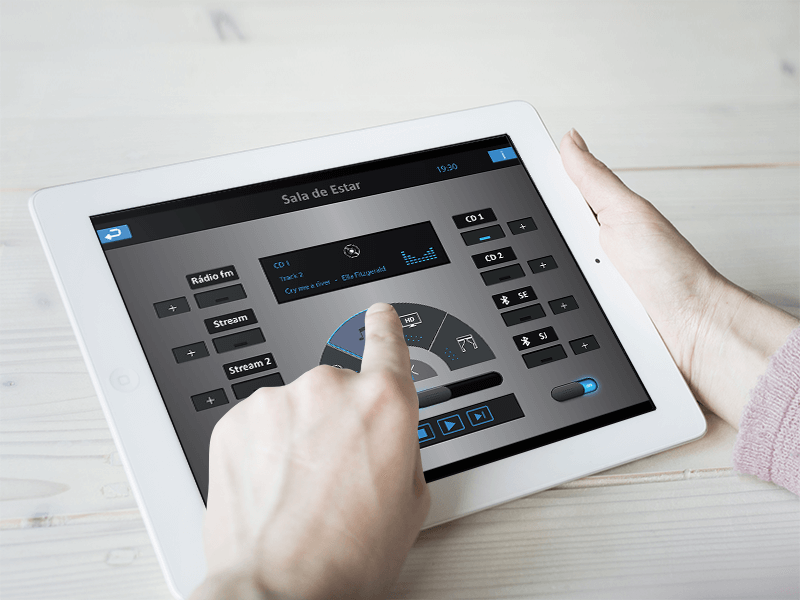 Sala de Estar
19:30
i
Rádio fm
+
Stream
+
Stream 2
+
CD 1
Track 2
Cry me a river - Ella Fitzgerald
HD
CD 1
+
CD 2
+
SE
+
SJ
+